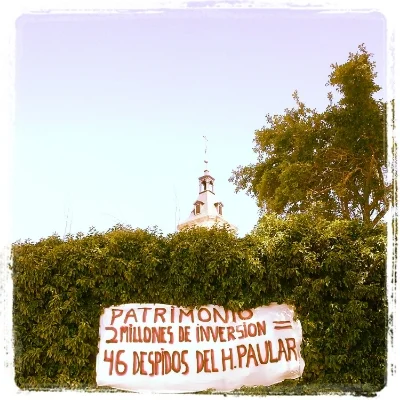 PATRIMONIO
2 MILLONES DE INVERSION =
46 DESPIDOS DEL H. PAULAR